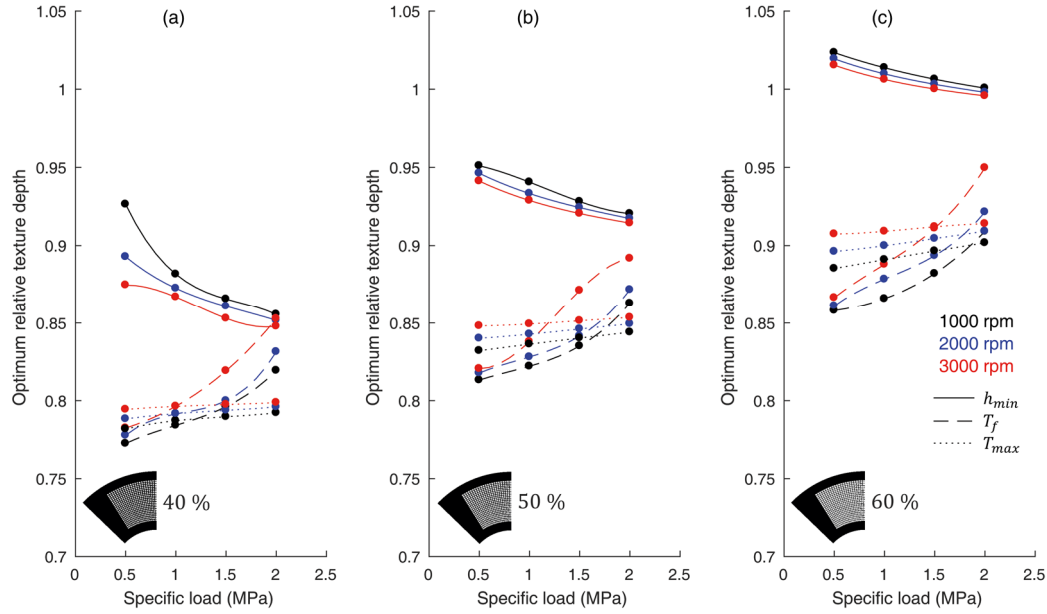 (a)
1.05
1
0.95
0.9
0.85
0.8
0.75
0.7
Optimum relative texture depth
40 %
0 0.5 1 1.5 2 2.5
Specific load (MPa)
(b)
1.05
1
0.95
0.9
0.85
0.8
0.75
0.7
Optimum relative texture depth
50 %
0 0.5 1 1.5 2 2.5
Specific load (MPa)
(c)
1.05
1
0.95
0.9
0.85
0.8
0.75
0.7
Optimum relative texture depth
1000 rpm
2000 rpm
3000 rpm
h_min
T_f
T_max
60 %
0 0.5 1 1.5 2 2.5
Specific load (MPa)